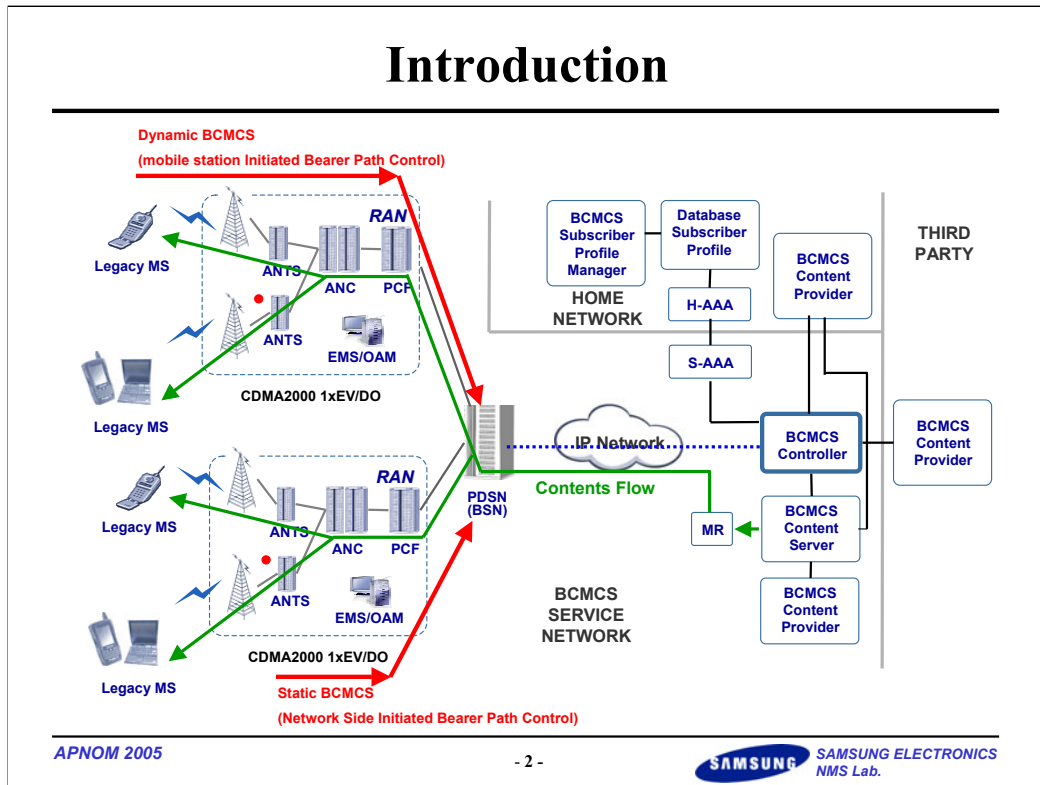 Introduction
Dynamic BCMCS
(mobile station Initiated Bearer Path Control)
RAN
Legacy MS
ANTS
ANC
PCF
ANTS
EMS/OAM
CDMA2000 1xEV/DO
Legacy MS
RAN
Legacy MS
ANTS
ANC
PCF
ANTS
EMS/OAM
CDMA2000 1xEV/DO
Legacy MS
Static BCMCS
(Network Side Initiated Bearer Path Control)
PDSN
(BSN)
IP Network
Contents Flow
BCMCS
Subscriber
Profile
Manager
Database
Subscriber
Profile
HOME
NETWORK
H-AAA
S-AAA
BCMCS
Content
Provider
THIRD
PARTY
BCMCS
Controller
BCMCS
Content
Provider
MR
BCMCS
Content
Server
BCMCS
Content
Provider
BCMCS
SERVICE
NETWORK
APNOM 2005
- 2 -
SAMSUNG
SAMSUNG ELECTRONICS
NMS Lab.